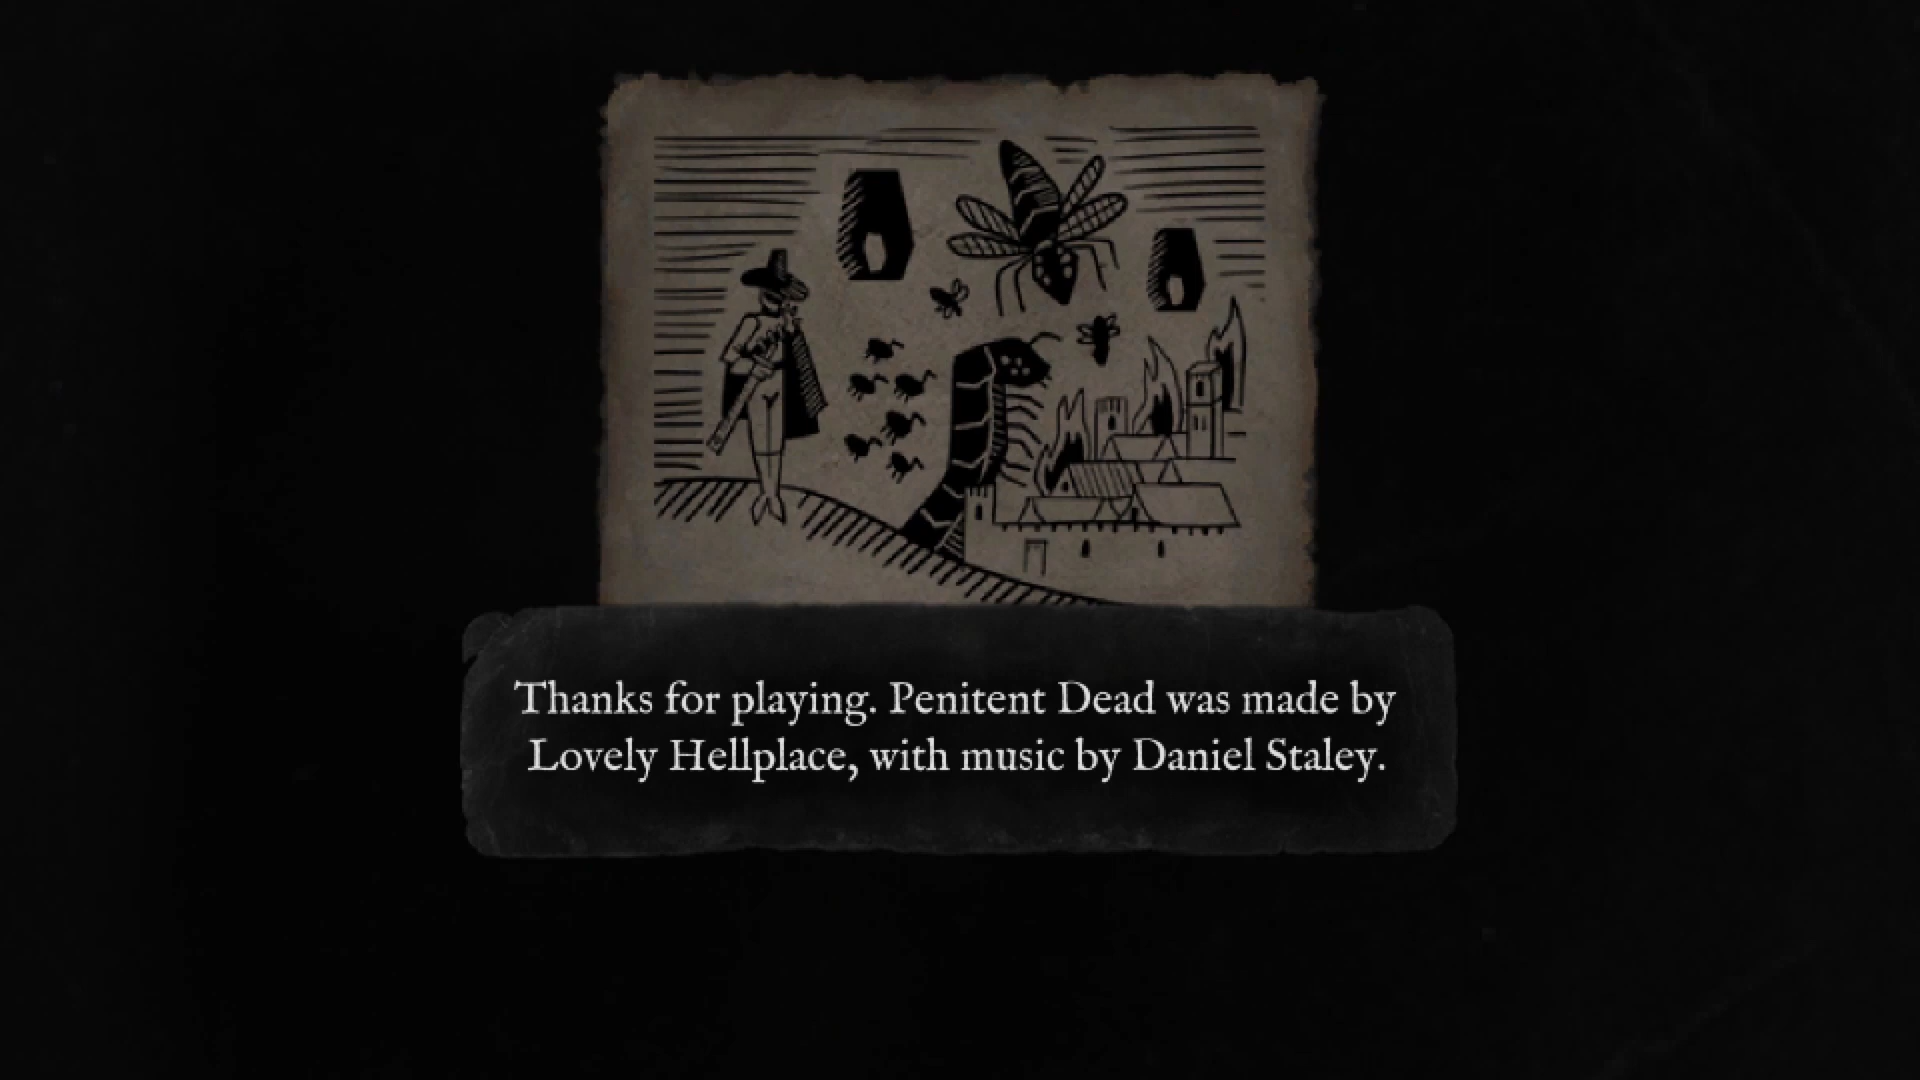 Thanks for playing. Penitent Dead was made by
Lovely Hellplace, with music by Daniel Staley.